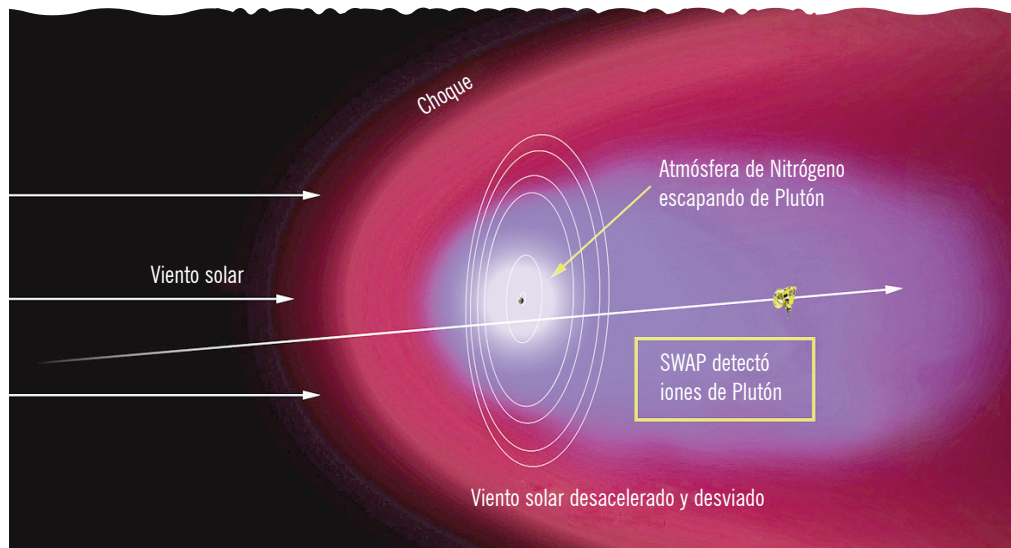 Choque
Atmósfera de Nitrógeno
escapando de Plutón
Viento solar
SWAP detectó
iones de Plutón
Viento solar desacelerado y desviado